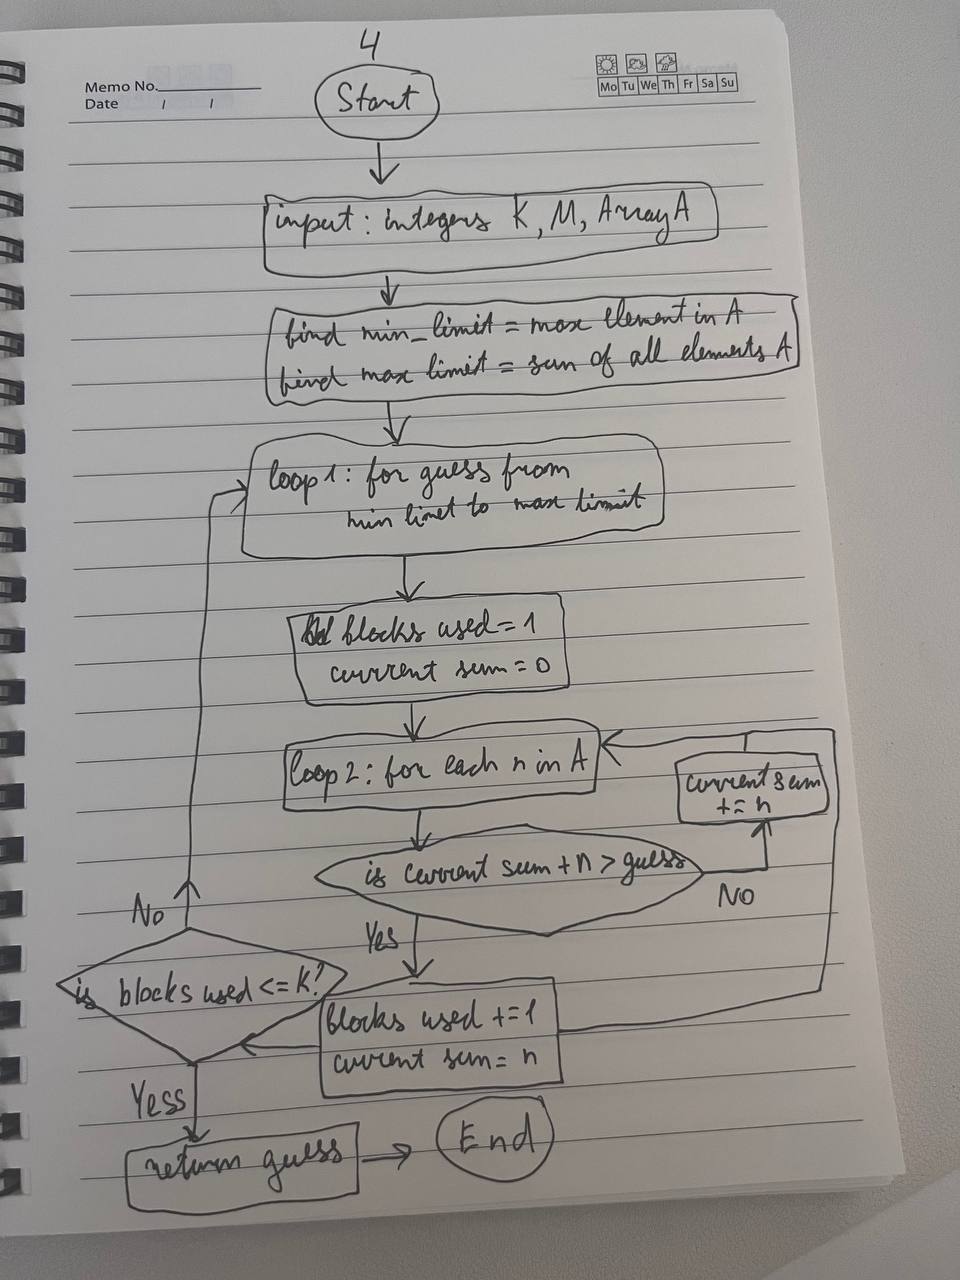 4
Memo No.
Date / /
Mo Tu We Th Fr Sa Su
Start
input: integers K, M, Array A
find min_limit = max element in A
find max limit = sum of all elements A
loop 1: for guess from
min limet to max limit
blocks used = 1
current sum = 0
loop 2: for each n in A
current sum
+= n
is current sum + n > guess
NO
Yes
No
is blocks used <= K?
blocks used += 1
current sum = n
Yess
return guess
End